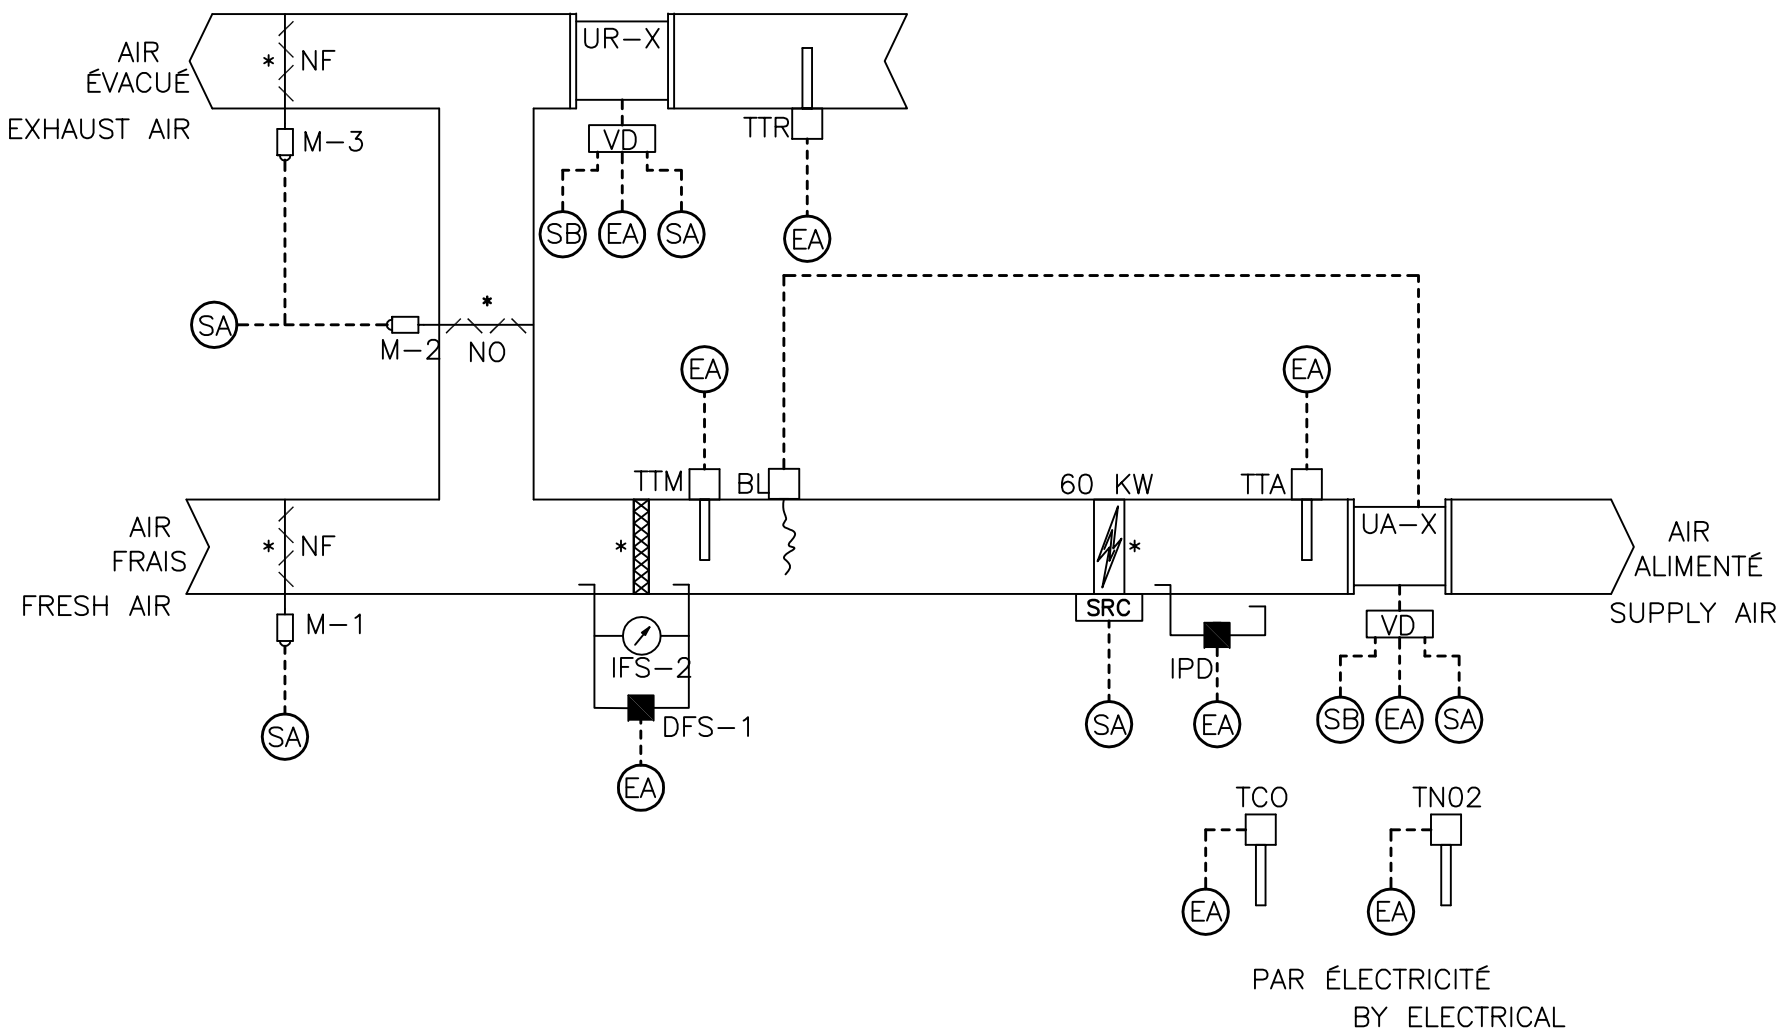 UR-X
AIR
ÉVACUÉ
EXHAUST AIR
* NF
M-3
TTR
VD
SB
EA
SA
EA
SA
*
M-2
NO
EA
EA
TTM
BL
60 KW
TTA
UA-X
AIR
FRAIS
FRESH AIR
* NF
M-1
*
*
AIR
ALIMENTÉ
SUPPLY AIR
SRC
VD
IFS-2
IPD
DFS-1
SA
SA
EA
SB
EA
SA
EA
TCO
TNO2
EA
EA
PAR ÉLECTRICITÉ
BY ELECTRICAL